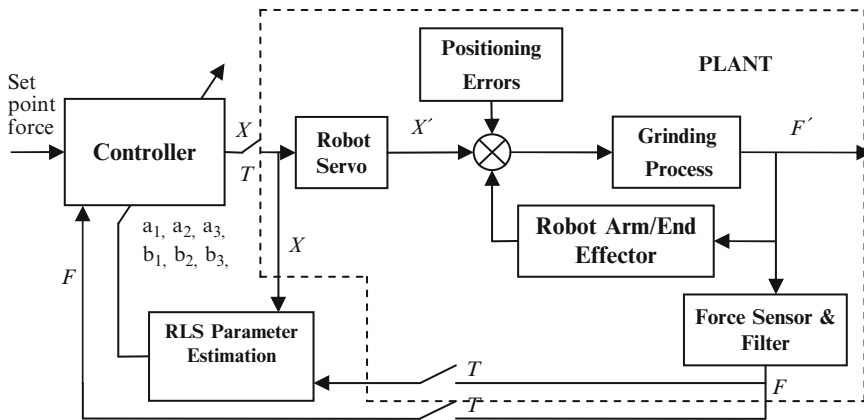 Positioning
Errors
PLANT
Set
point
force
Controller
X
T
Robot
Servo
X′
Grinding
Process
F′
a1, a2, a3,
b1, b2, b3,
X
Robot Arm/End
Effector
F
RLS Parameter
Estimation
Force Sensor &
Filter
T
F
T